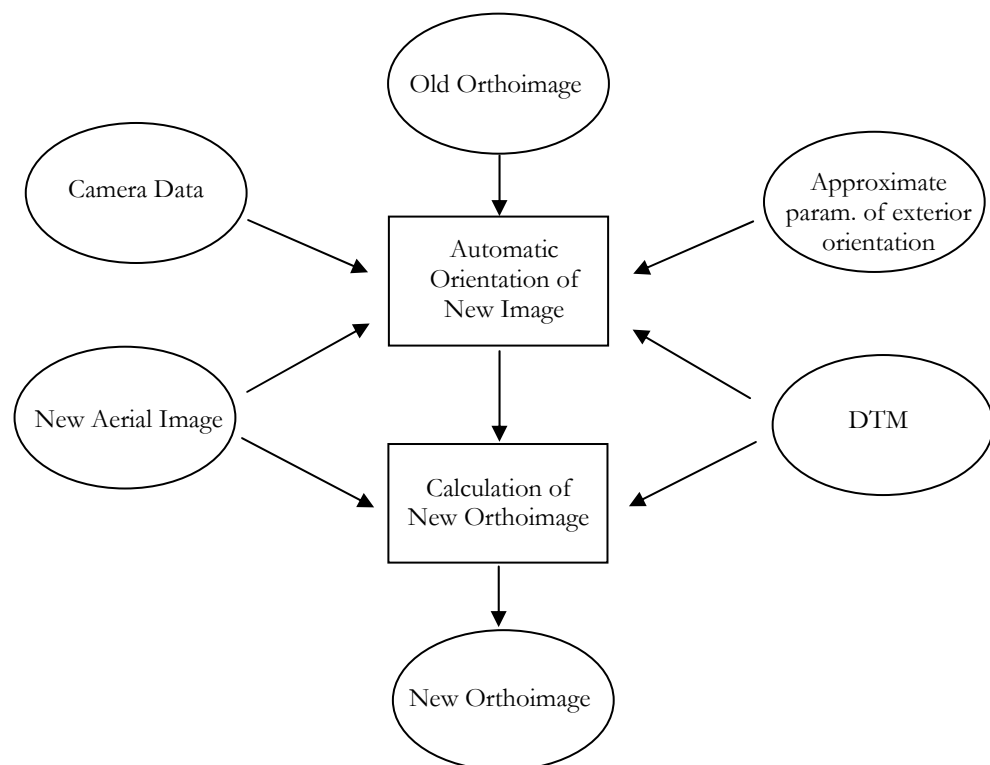 Old Orthoimage
Camera Data
Approximate
param. of exterior
orientation
Automatic
Orientation of
New Image
New Aerial Image
DTM
Calculation of
New Orthoimage
New Orthoimage